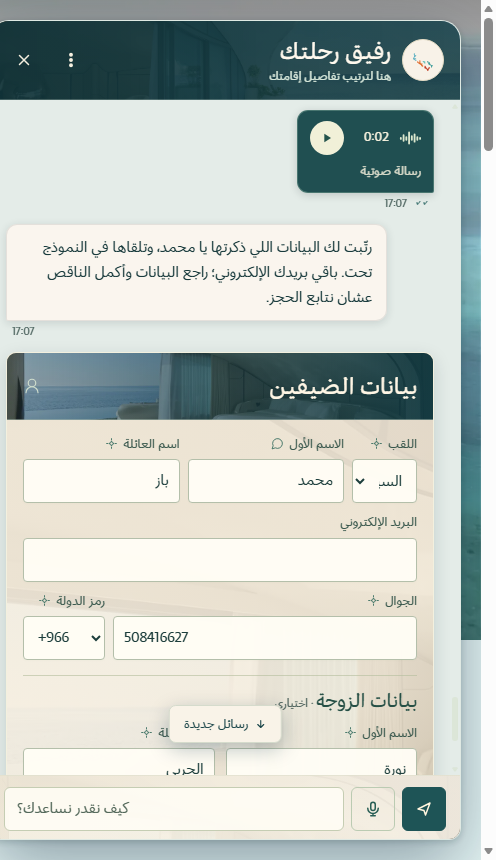 رفيق رحلتك
هنا لترتيب تفاصيل إقامتك
0:02
رسالة صوتية
17:07
رتّبت لك البيانات اللي ذكرتها يا محمد، وتلقاها في النموذج
تحت. باقي بريدك الإلكتروني؛ راجع البيانات وأكمل الناقص
عشان نتابع الحجز.
17:07
بيانات الضيفين
اللقب الاسم الأول اسم العائلة
محمد باز
البريد الإلكتروني
الجوال رمز الدولة
508416627 +966
بيانات الزوجة · اختياري
رسائل جديدة
الاسم الأول
نورة الحربي
كيف نقدر نساعدك؟